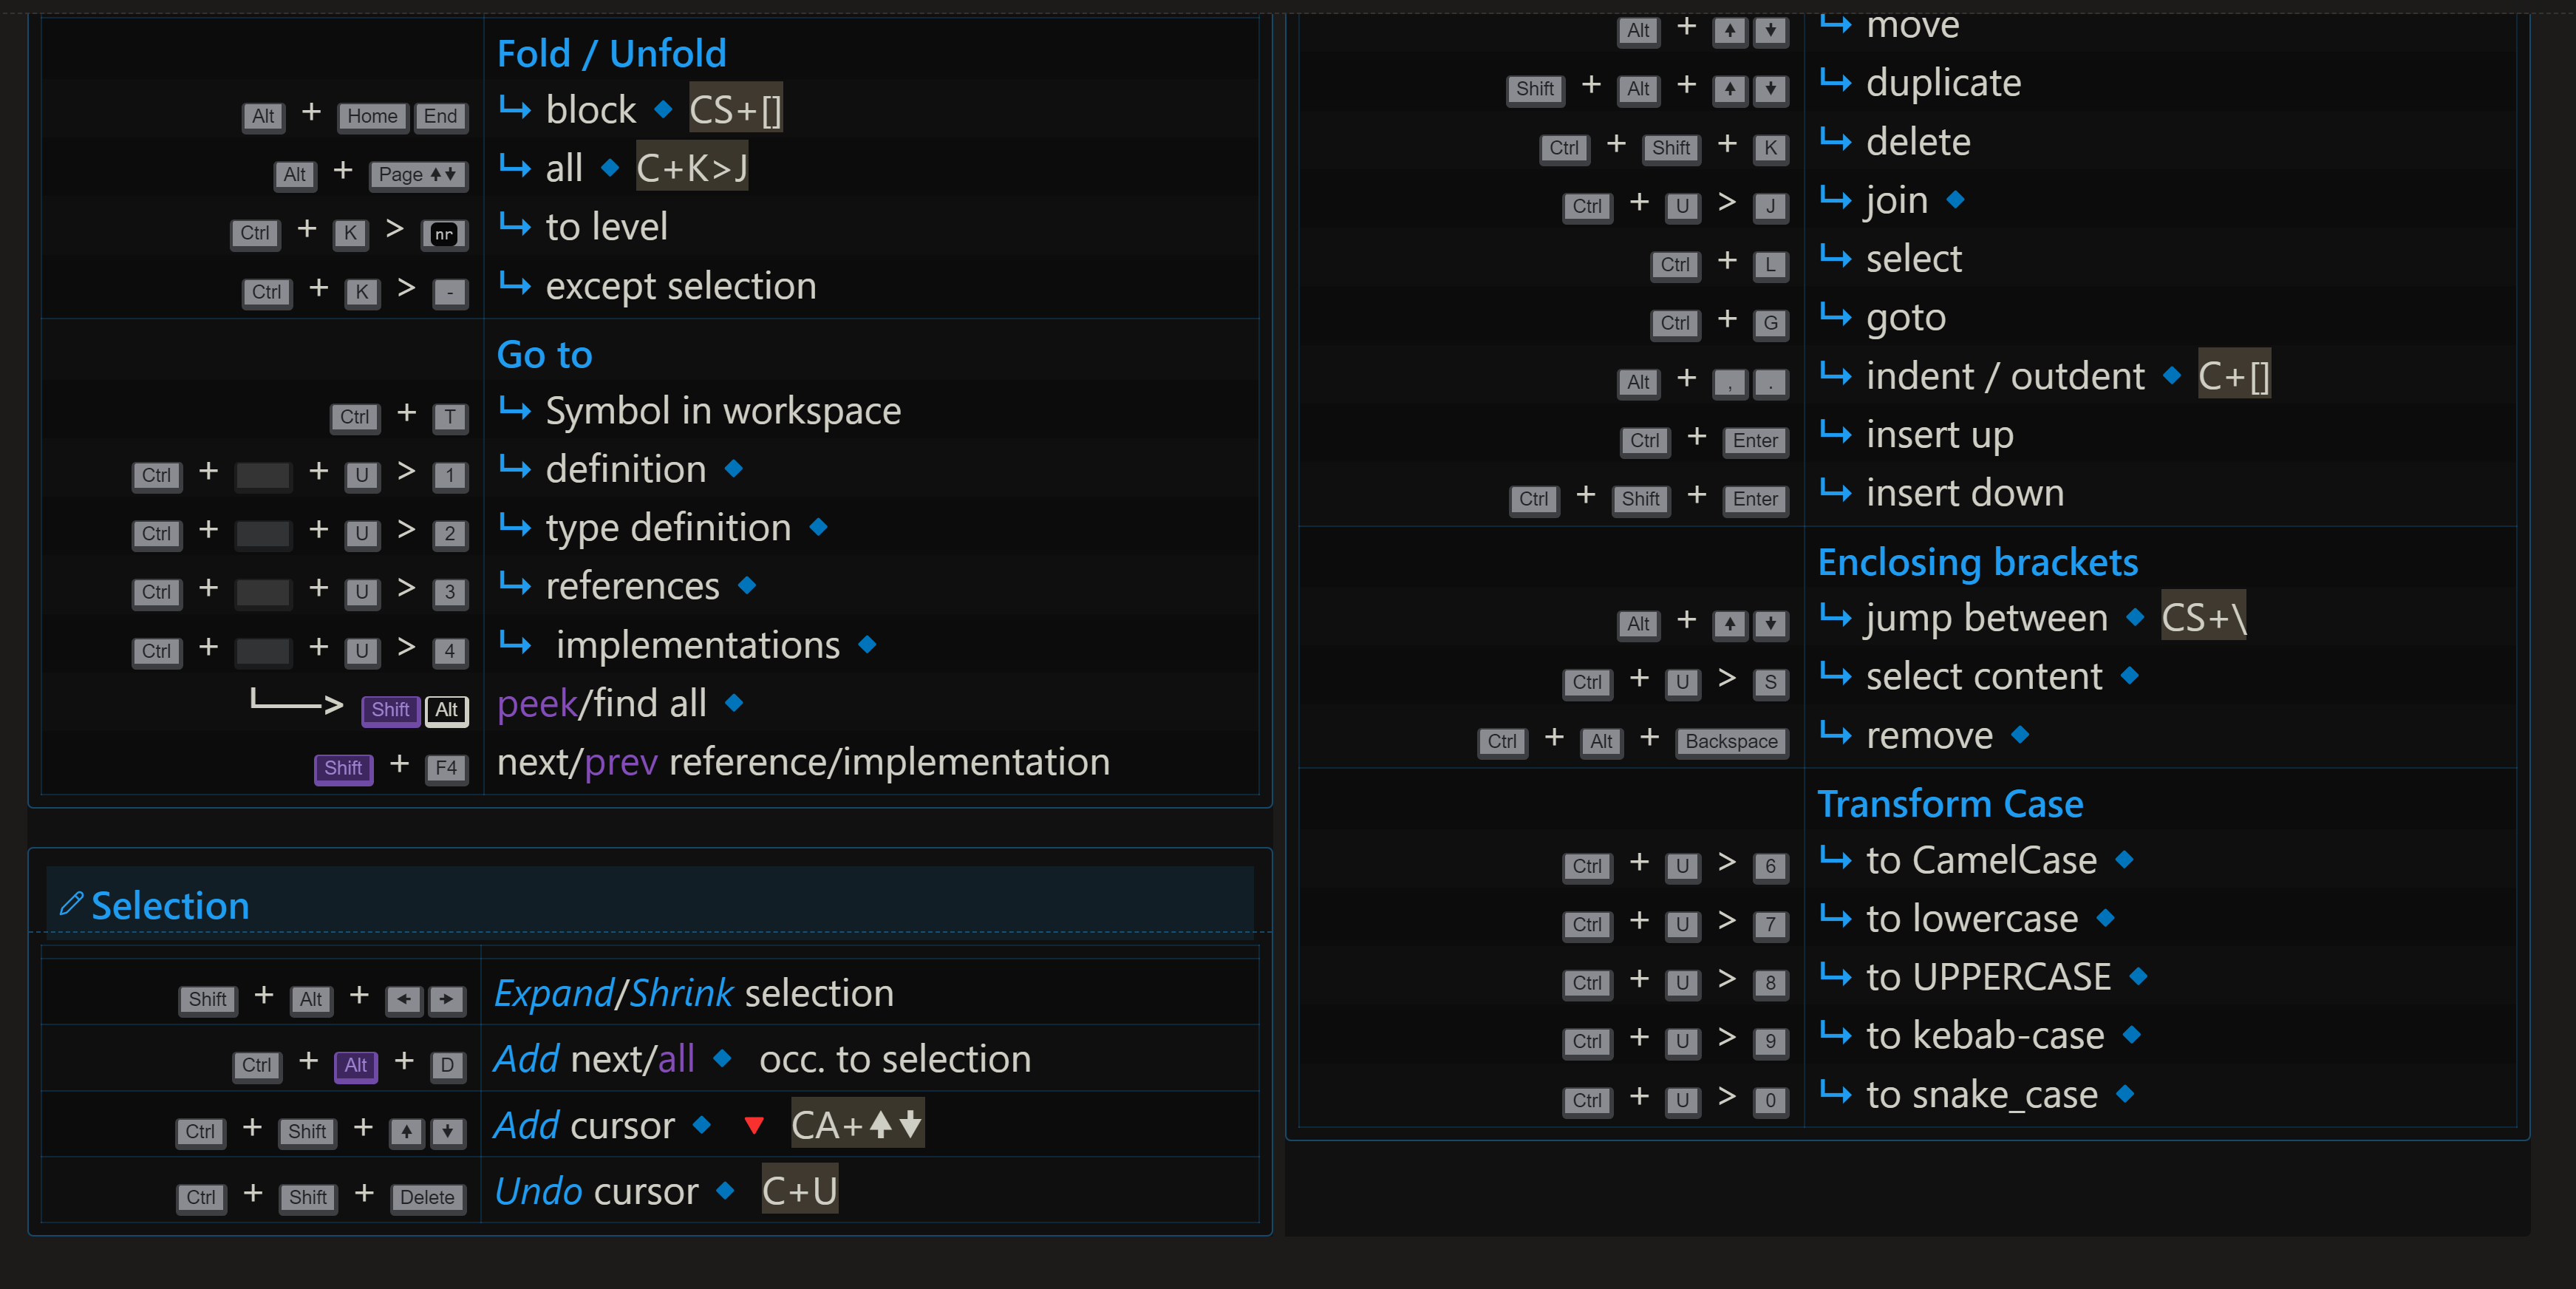 Fold / Unfold
Alt + Home End ↳ block ◆ CS+[]
Alt + Page ↑↓ ↳ all ◆ C+K>J
Ctrl + K > nr ↳ to level
Ctrl + K > - ↳ except selection
Go to
Ctrl + T ↳ Symbol in workspace
Ctrl + + U > 1 ↳ definition ◆
Ctrl + + U > 2 ↳ type definition ◆
Ctrl + + U > 3 ↳ references ◆
Ctrl + + U > 4 ↳ implementations ◆
└──> Shift Alt peek/find all ◆
Shift + F4 next/prev reference/implementation
Selection
Shift + Alt + ← → Expand/Shrink selection
Ctrl + Alt + D Add next/all ◆ occ. to selection
Ctrl + Shift + ↑ ↓ Add cursor ◆ ▼ CA+↑↓
Ctrl + Shift + Delete Undo cursor ◆ C+U
Alt + ↑ ↓ ↳ move
Shift + Alt + ↑ ↓ ↳ duplicate
Ctrl + Shift + K ↳ delete
Ctrl + U > J ↳ join ◆
Ctrl + L ↳ select
Ctrl + G ↳ goto
Alt + , . ↳ indent / outdent ◆ C+[]
Ctrl + Enter ↳ insert up
Ctrl + Shift + Enter ↳ insert down
Enclosing brackets
Alt + ↑ ↓ ↳ jump between ◆ CS+\
Ctrl + U > S ↳ select content ◆
Ctrl + Alt + Backspace ↳ remove ◆
Transform Case
Ctrl + U > 6 ↳ to CamelCase ◆
Ctrl + U > 7 ↳ to lowercase ◆
Ctrl + U > 8 ↳ to UPPERCASE ◆
Ctrl + U > 9 ↳ to kebab-case ◆
Ctrl + U > 0 ↳ to snake_case ◆